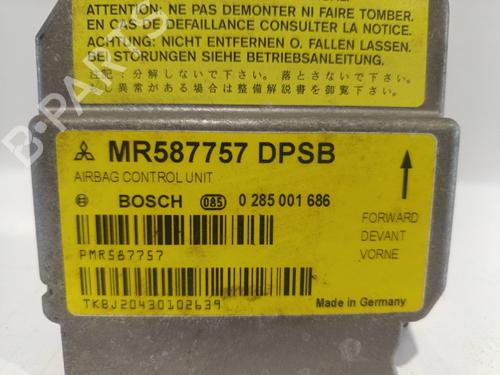 ATTENTION: NE PAS DEMONTER NI FAIRE TOMBER.
EN CAS DE DEFAILLANCE CONSULTER LA NOTICE.
ACHTUNG: NICHT ENTFERNEN O. FALLEN LASSEN.
BEI STÖRUNGEN SIEHE BETRIEBSANLEITUNG.
注記：分解しないで下さい。落とさないで下さい。
もし異常がある場合は整備解説書を御覧下さい。
MR587757 DPSB
AIRBAG CONTROL UNIT
BOSCH 085 0 285 001 686
FORWARD
DEVANT
VORNE
PMR587757
TKBJ20430102639
Made in Germany
B-PARTS